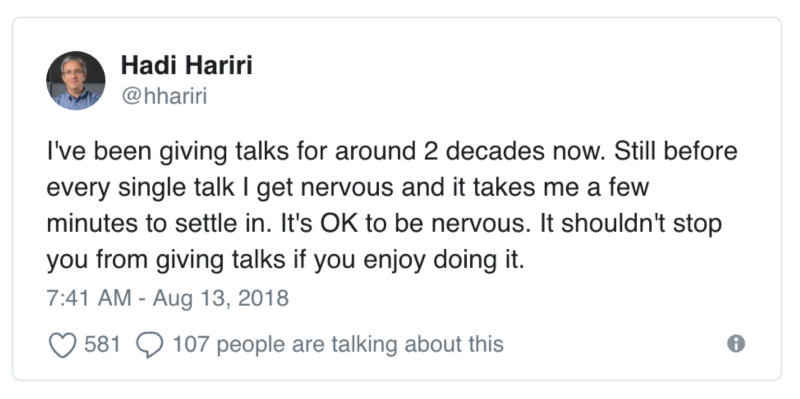 Hadi Hariri
@hhariri
I've been giving talks for around 2 decades now. Still before
every single talk I get nervous and it takes me a few
minutes to settle in. It's OK to be nervous. It shouldn't stop
you from giving talks if you enjoy doing it.
7:41 AM - Aug 13, 2018
581 107 people are talking about this